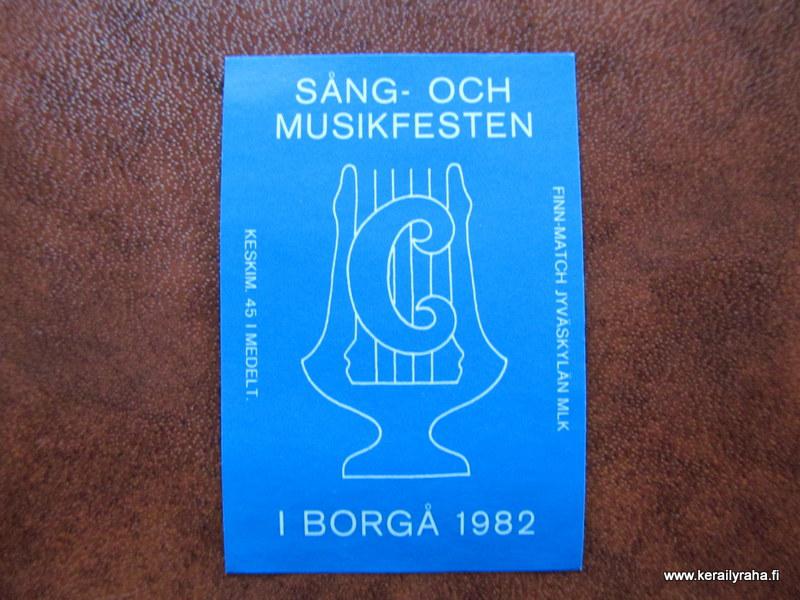 SÅNG- OCH
MUSIKFESTEN
C
KESKIM. 45 I MEDELT.
FINN-MATCH JYVÄSKYLÄN MLK
I BORGÅ 1982
www.kerailyraha.fi